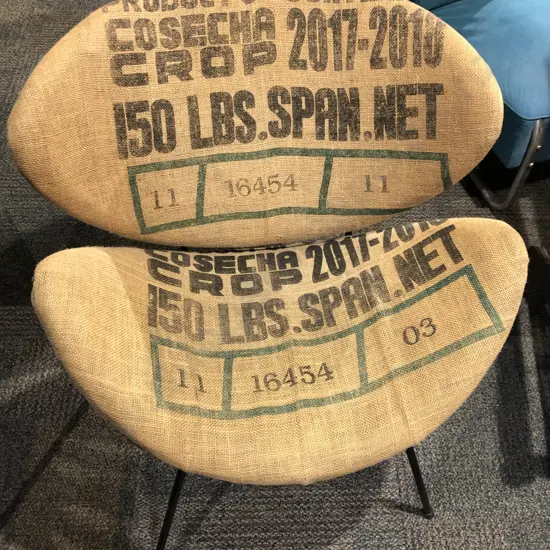 COSECHA
CROP 2017-2018
150 LBS.SPAN.NET
11 16454 11
COSECHA
CROP 2017-2018
150 LBS.SPAN.NET
11 16454 03